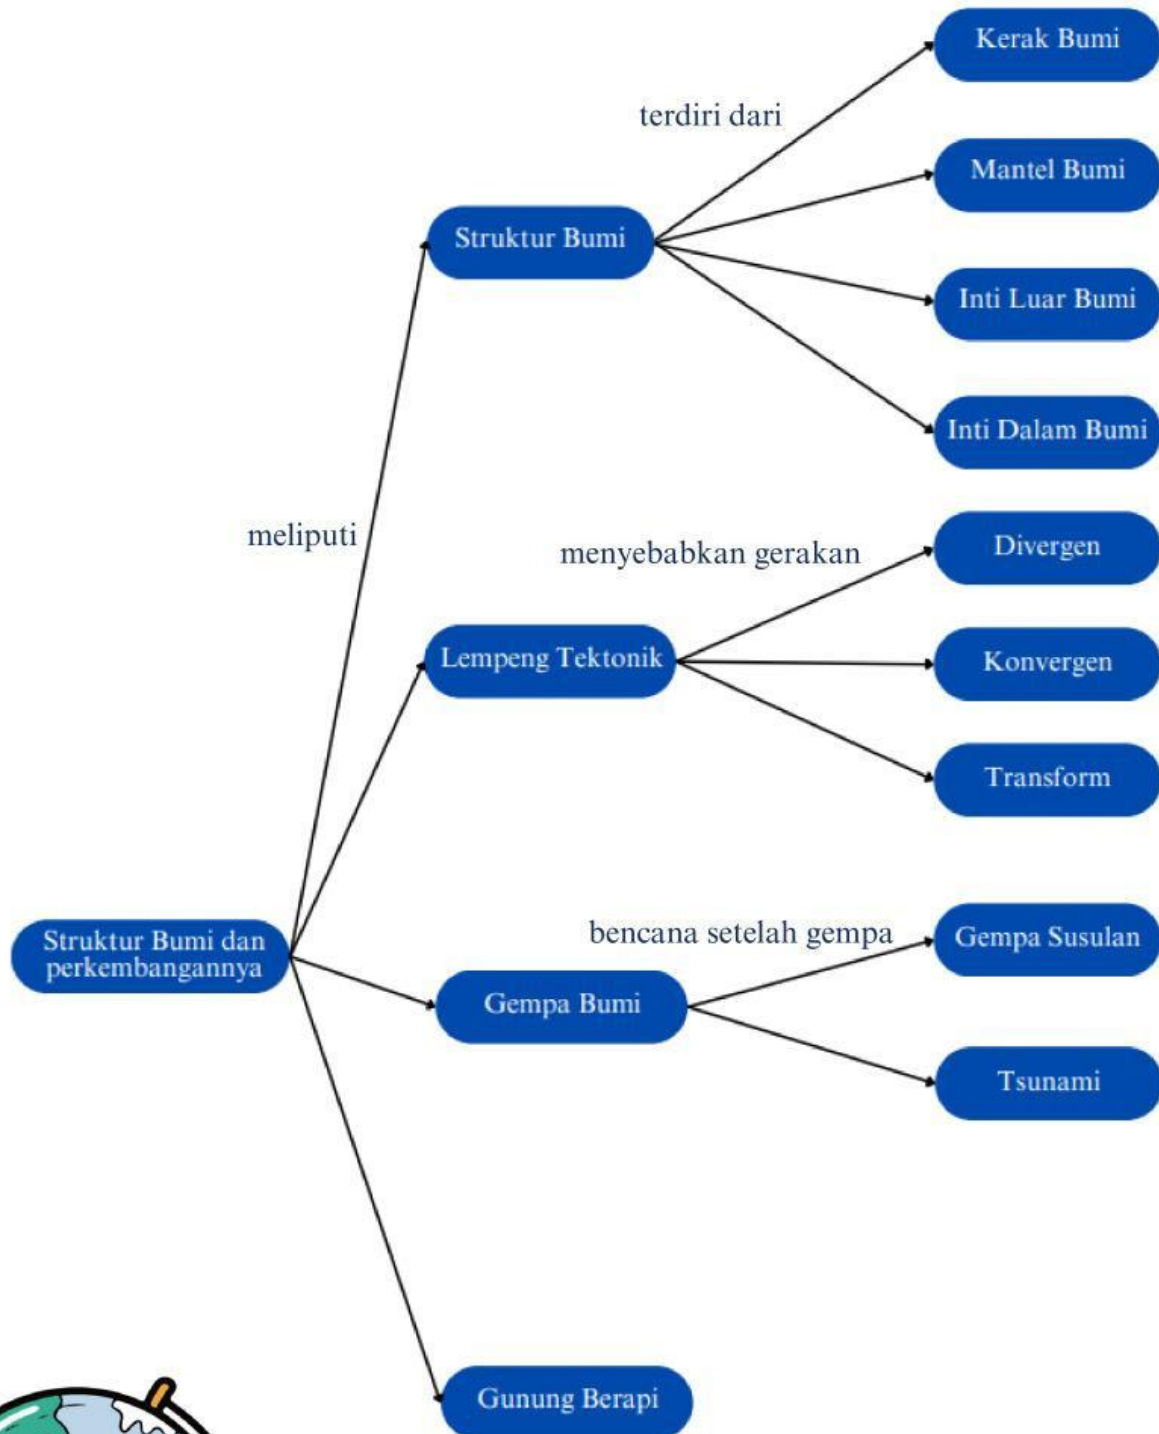 Kerak Bumi
terdiri dari
Mantel Bumi
Struktur Bumi
Inti Luar Bumi
Inti Dalam Bumi
meliputi
menyebabkan gerakan
Divergen
Lempeng Tektonik
Konvergen
Transform
Struktur Bumi dan
perkembangannya
bencana setelah gempa
Gempa Susulan
Gempa Bumi
Tsunami
Gunung Berapi